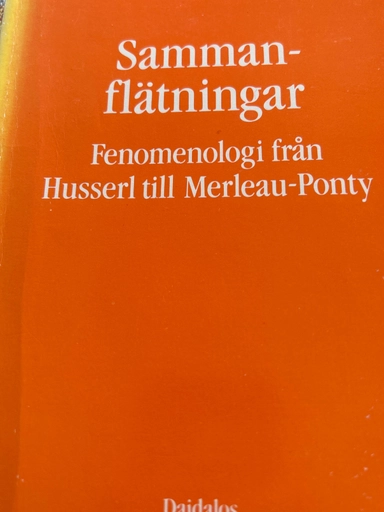 Samman-
flätningar
Fenomenologi från
Husserl till Merleau-Ponty
Daidalos